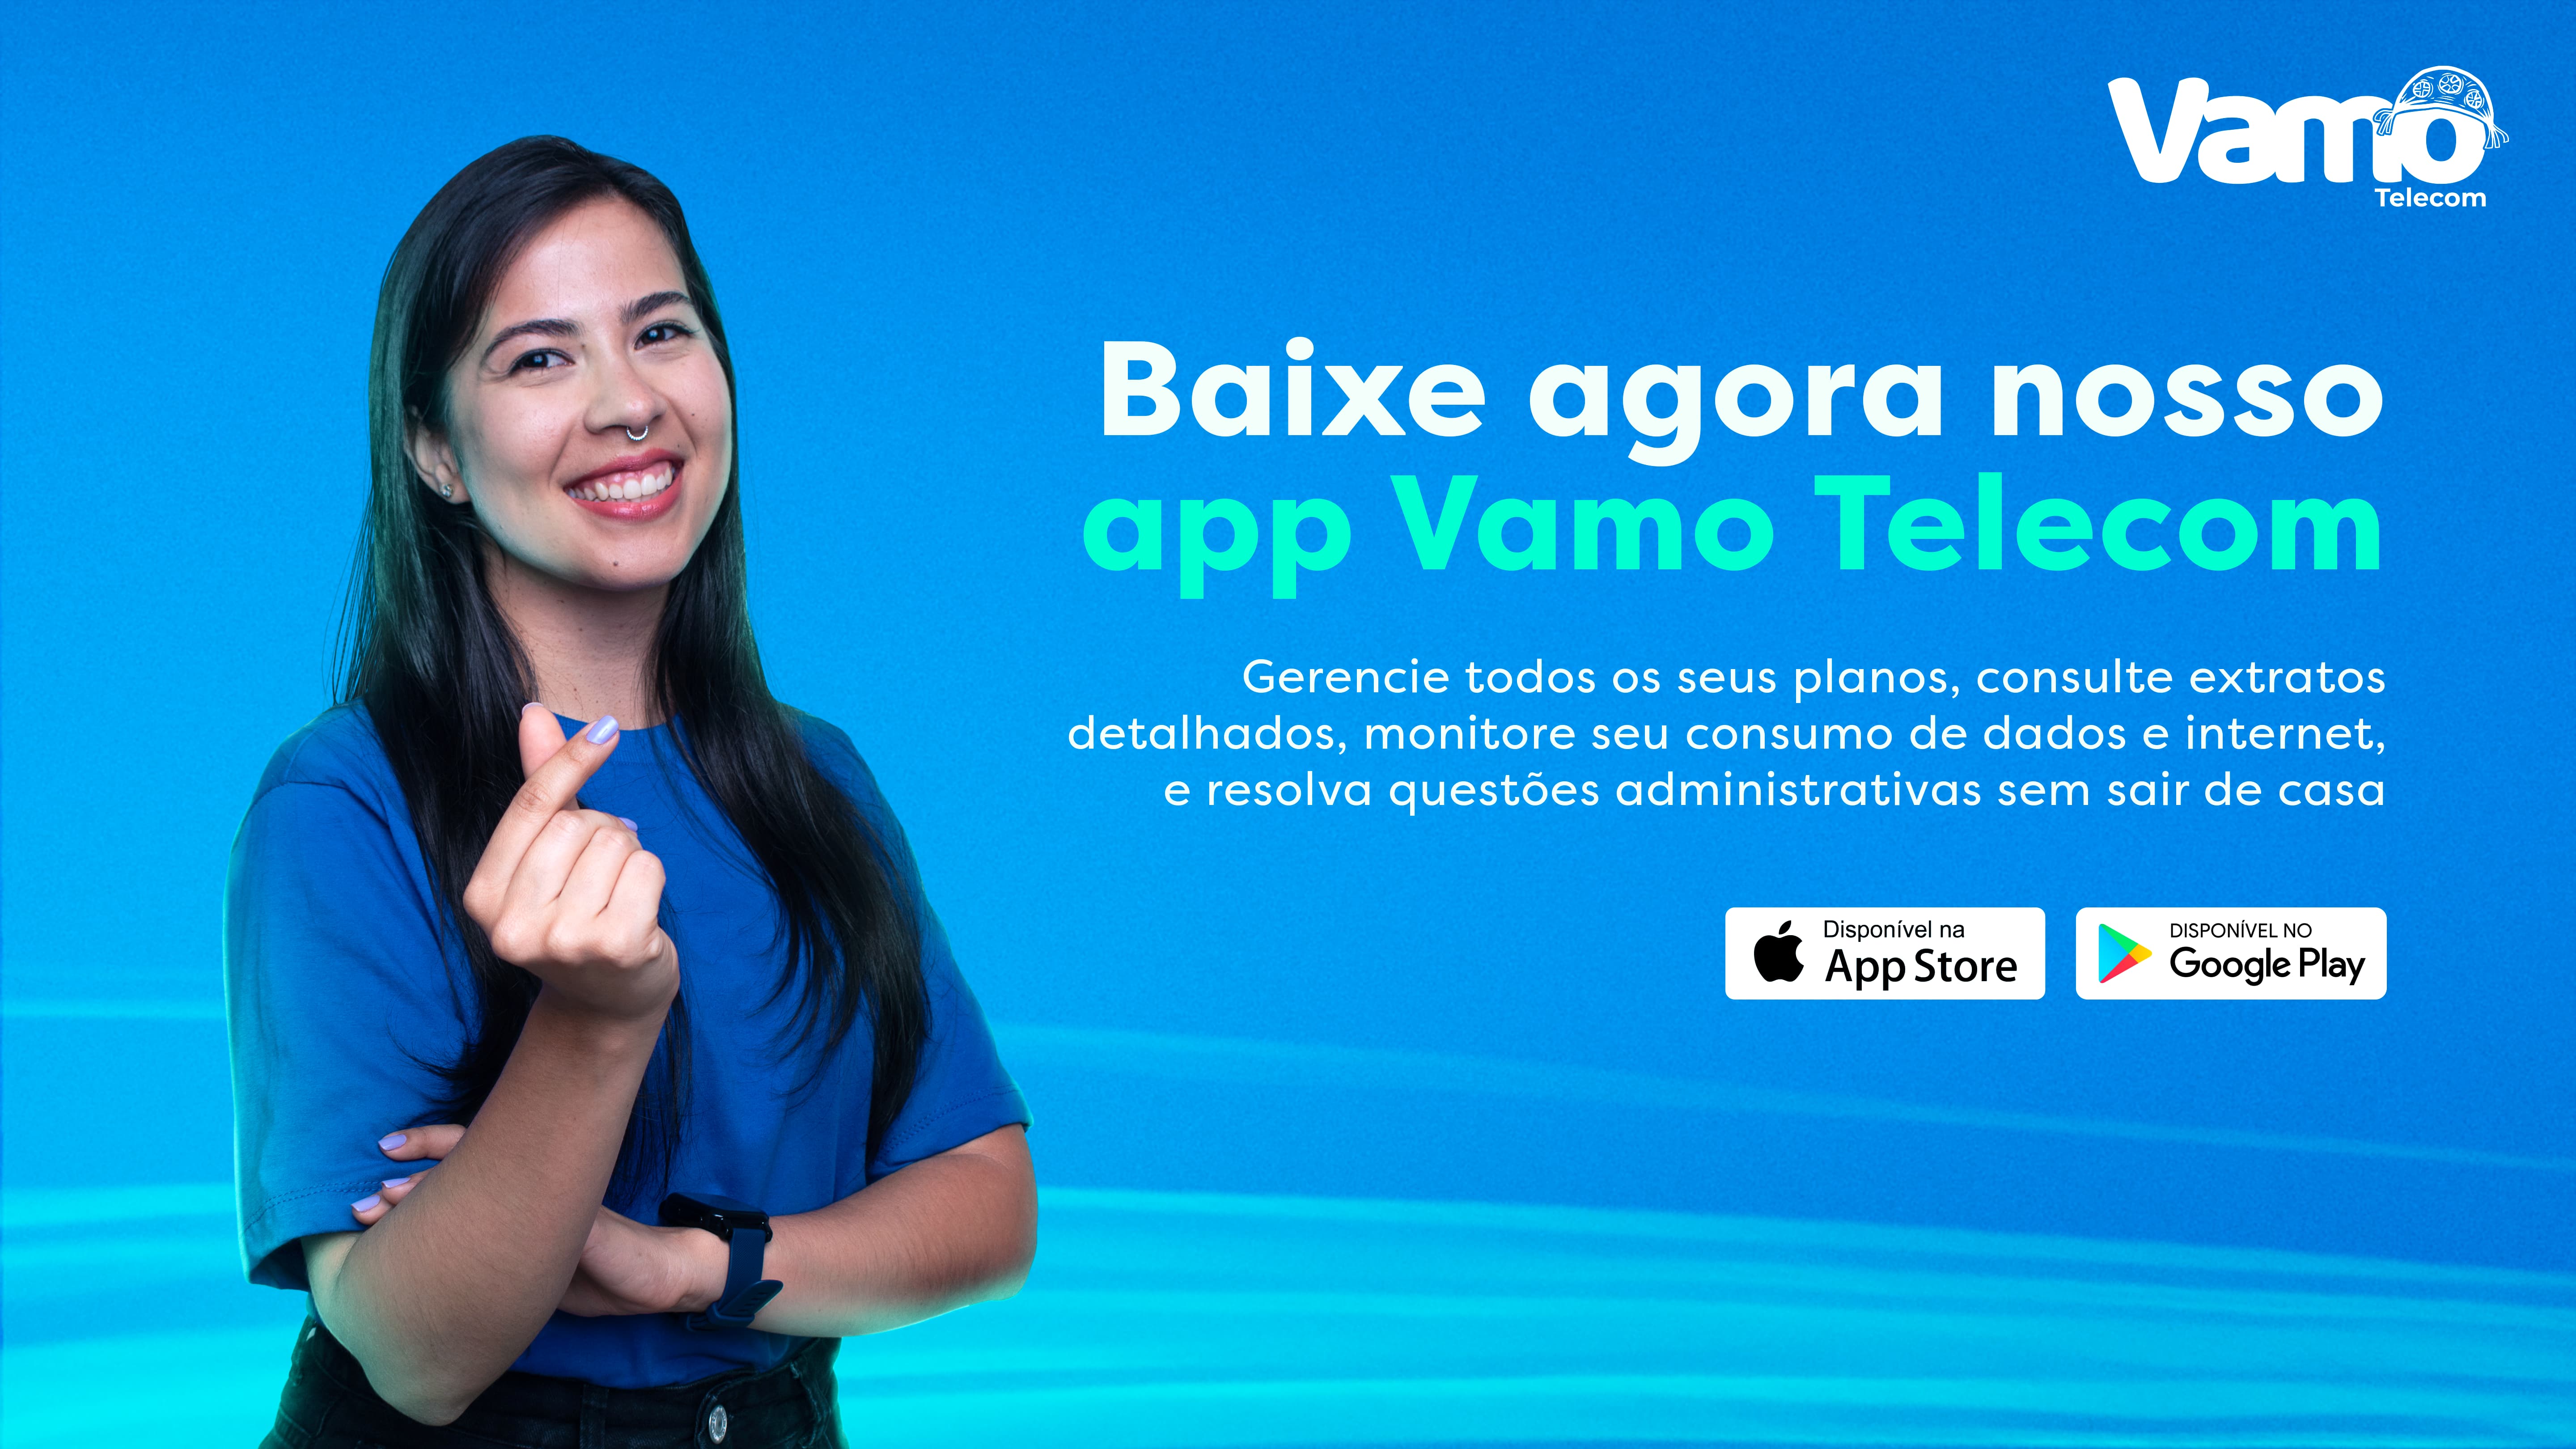 Vamo
Telecom
Baixe agora nosso
app Vamo Telecom
Gerencie todos os seus planos, consulte extratos
detalhados, monitore seu consumo de dados e internet,
e resolva questões administrativas sem sair de casa
Disponível na
App Store
DISPONÍVEL NO
Google Play